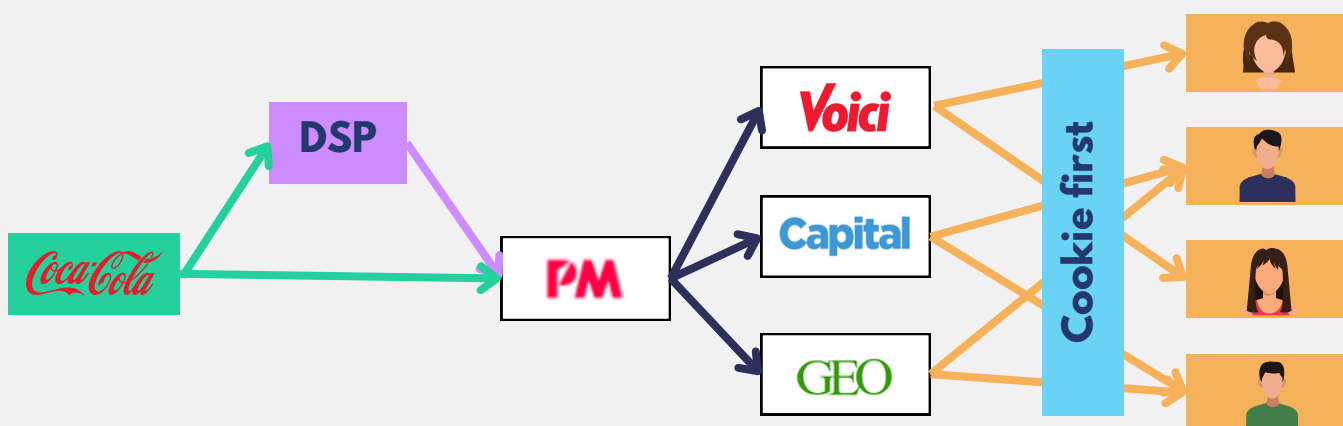 Coca-Cola
DSP
PM
Voici
Capital
GEO
Cookie first